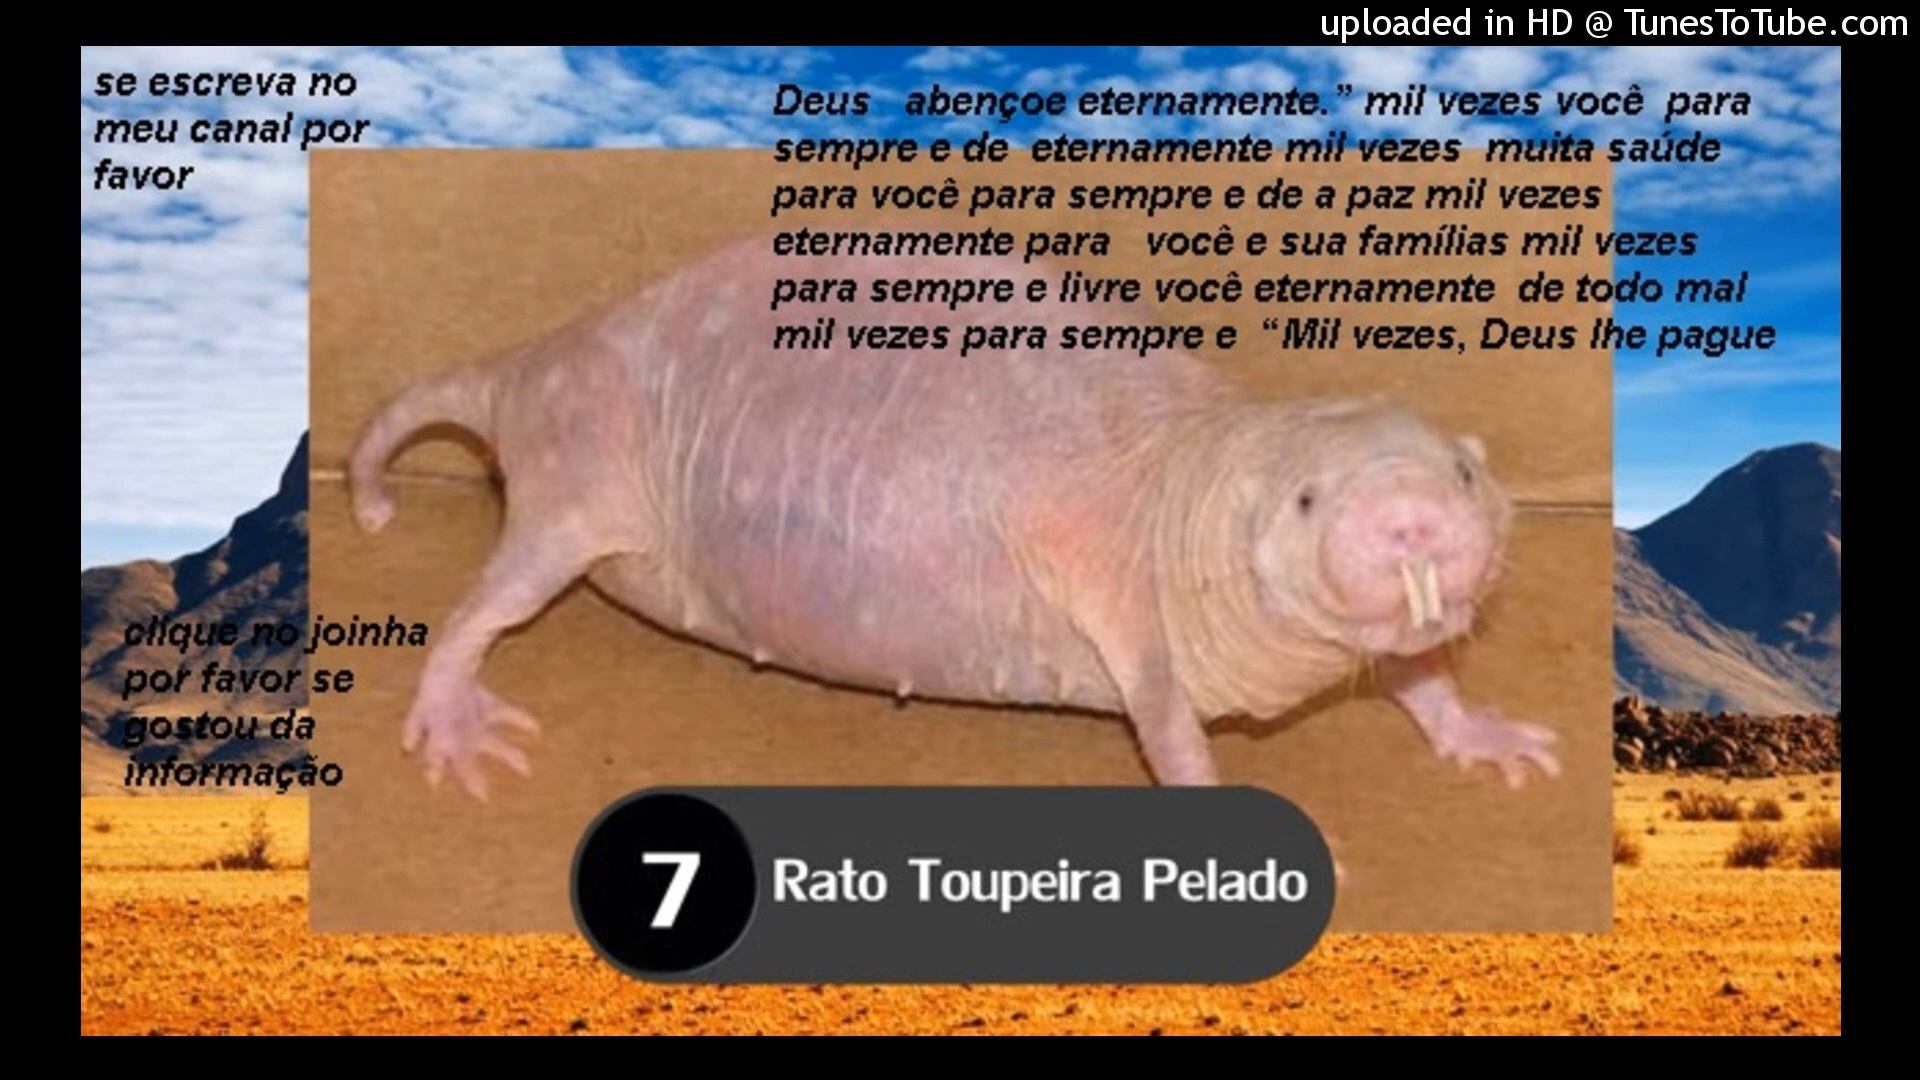 uploaded in HD @ TunesToTube.com
se escreva no
meu canal por
favor
Deus abençoe eternamente.” mil vezes você para
sempre e de eternamente mil vezes muita saúde
para você para sempre e de a paz mil vezes
eternamente para você e sua famílias mil vezes
para sempre e livre você eternamente de todo mal
mil vezes para sempre e “Mil vezes, Deus lhe pague
clique no joinha
por favor se
gostou da
informação
7 Rato Toupeira Pelado